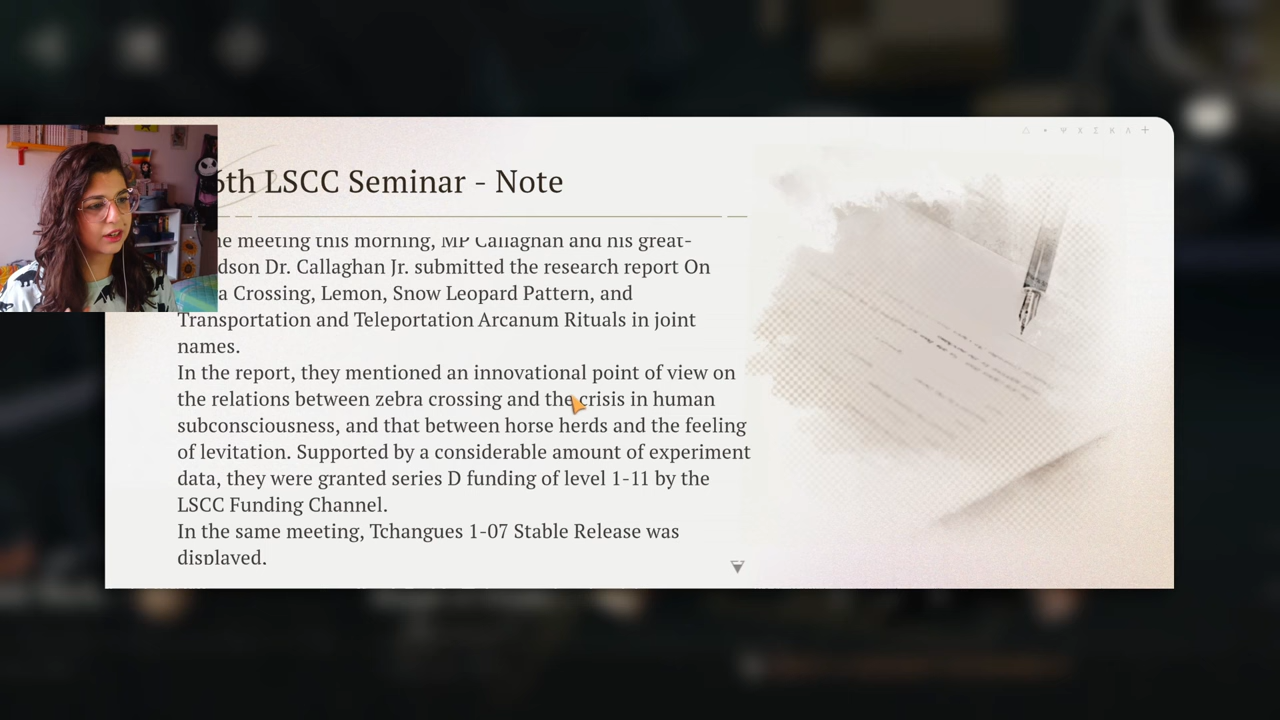 6th LSCC Seminar - Note
he meeting this morning, MP Callaghan and his great-
dson Dr. Callaghan Jr. submitted the research report On
a Crossing, Lemon, Snow Leopard Pattern, and
Transportation and Teleportation Arcanum Rituals in joint
names.
In the report, they mentioned an innovational point of view on
the relations between zebra crossing and the crisis in human
subconsciousness, and that between horse herds and the feeling
of levitation. Supported by a considerable amount of experiment
data, they were granted series D funding of level 1-11 by the
LSCC Funding Channel.
In the same meeting, Tchangues 1-07 Stable Release was
displayed.